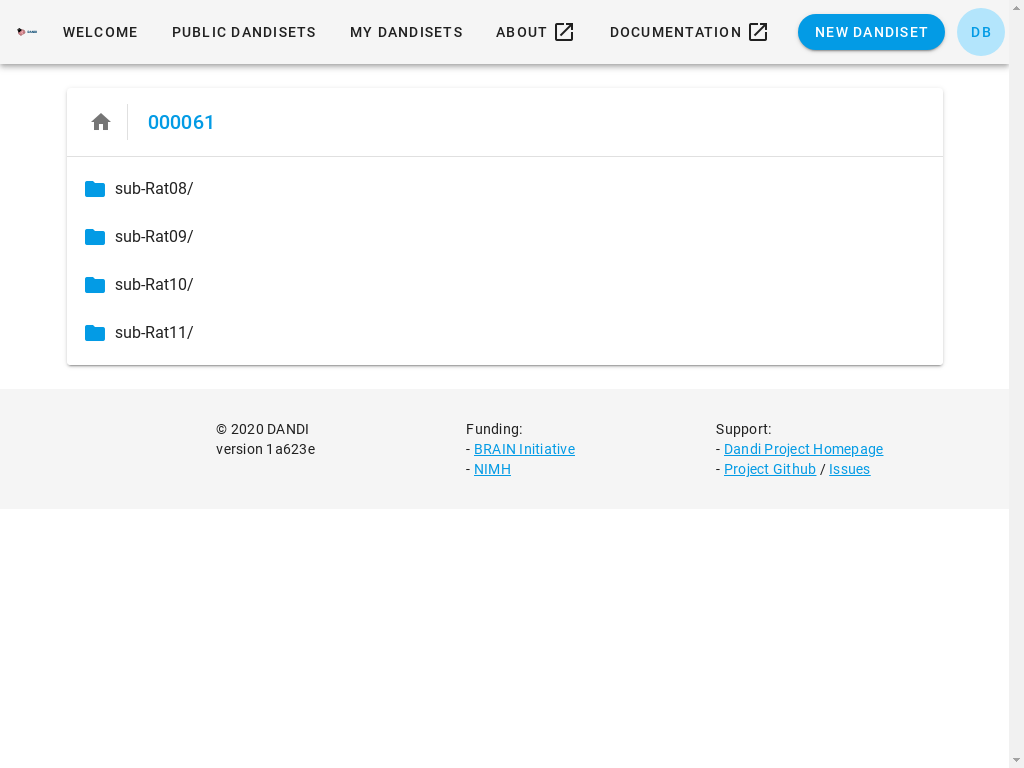 DANDI
WELCOME
PUBLIC DANDISETS
MY DANDISETS
ABOUT
DOCUMENTATION
NEW DANDISET
DB
000061
sub-Rat08/
sub-Rat09/
sub-Rat10/
sub-Rat11/
© 2020 DANDI
version 1a623e
Funding:
- BRAIN Initiative
- NIMH
Support:
- Dandi Project Homepage
- Project Github / Issues